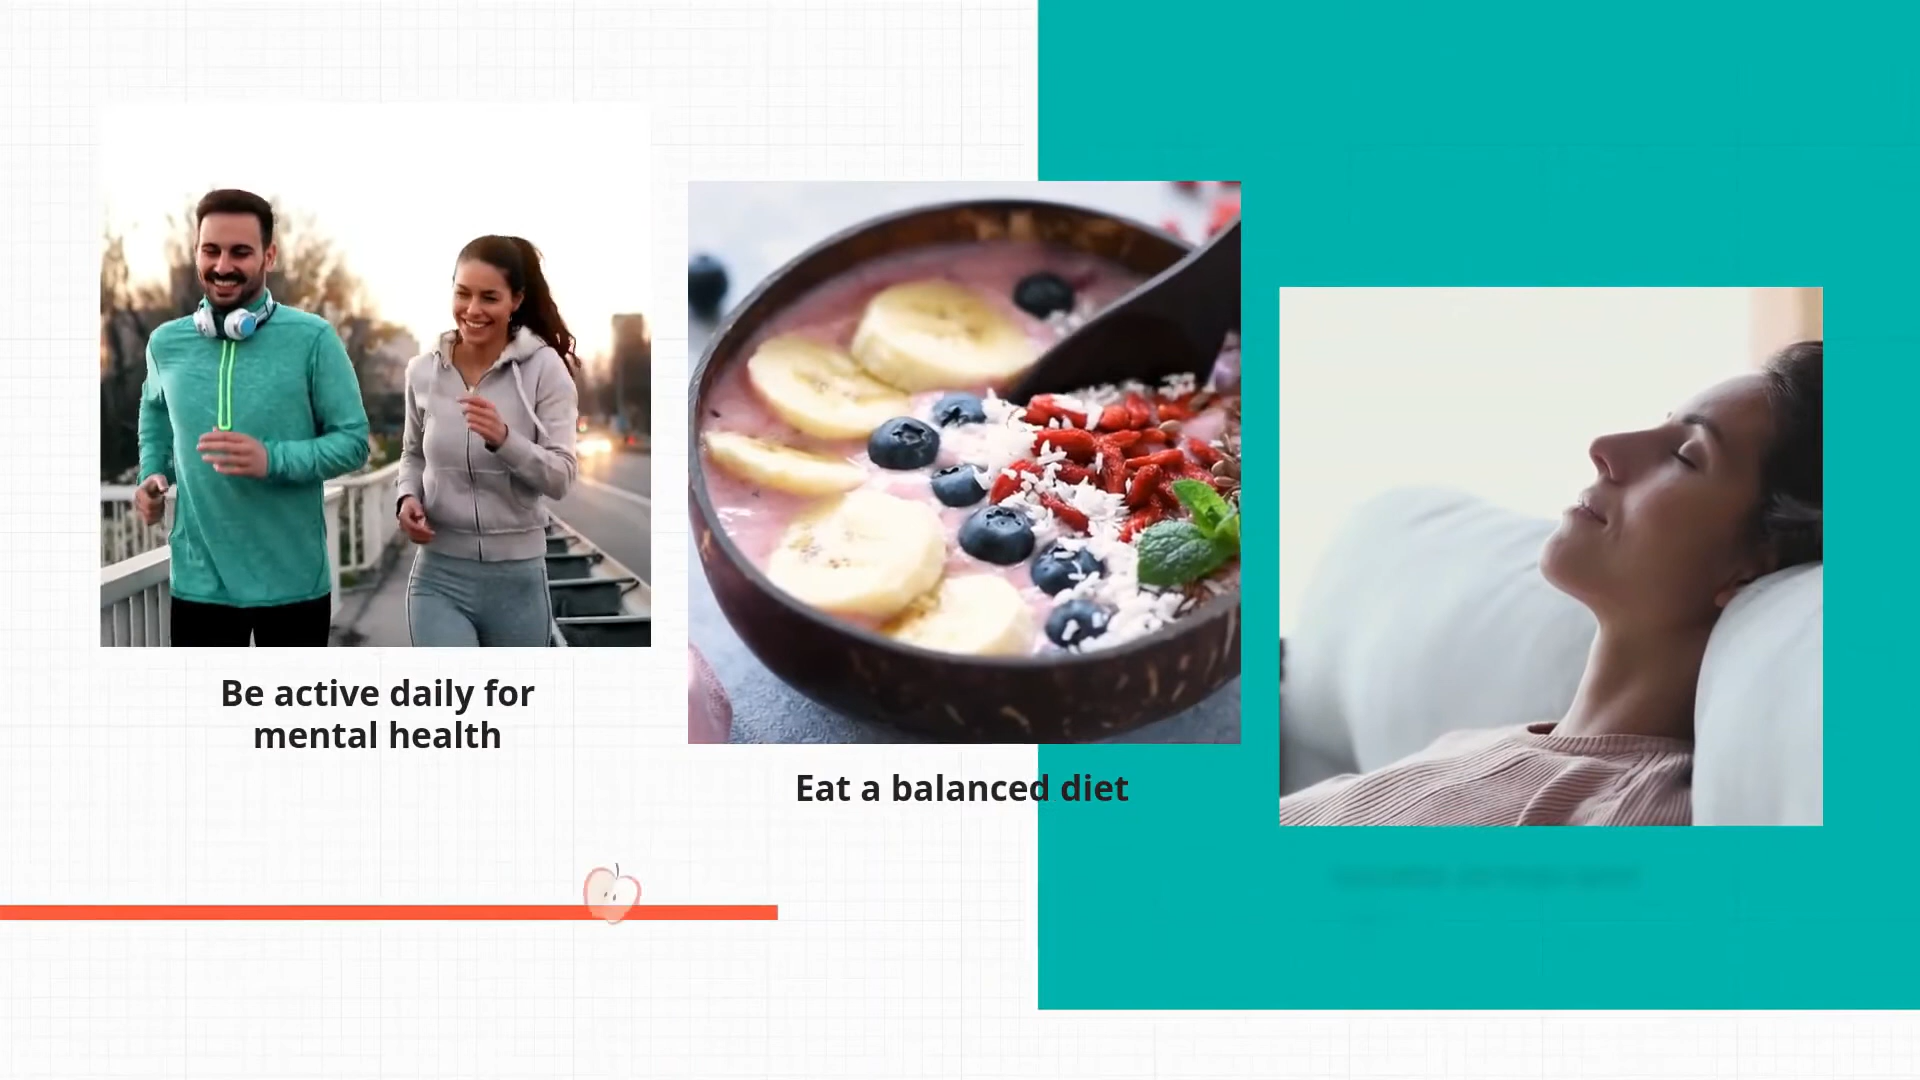 Be active daily for
mental health
Eat a balanced diet